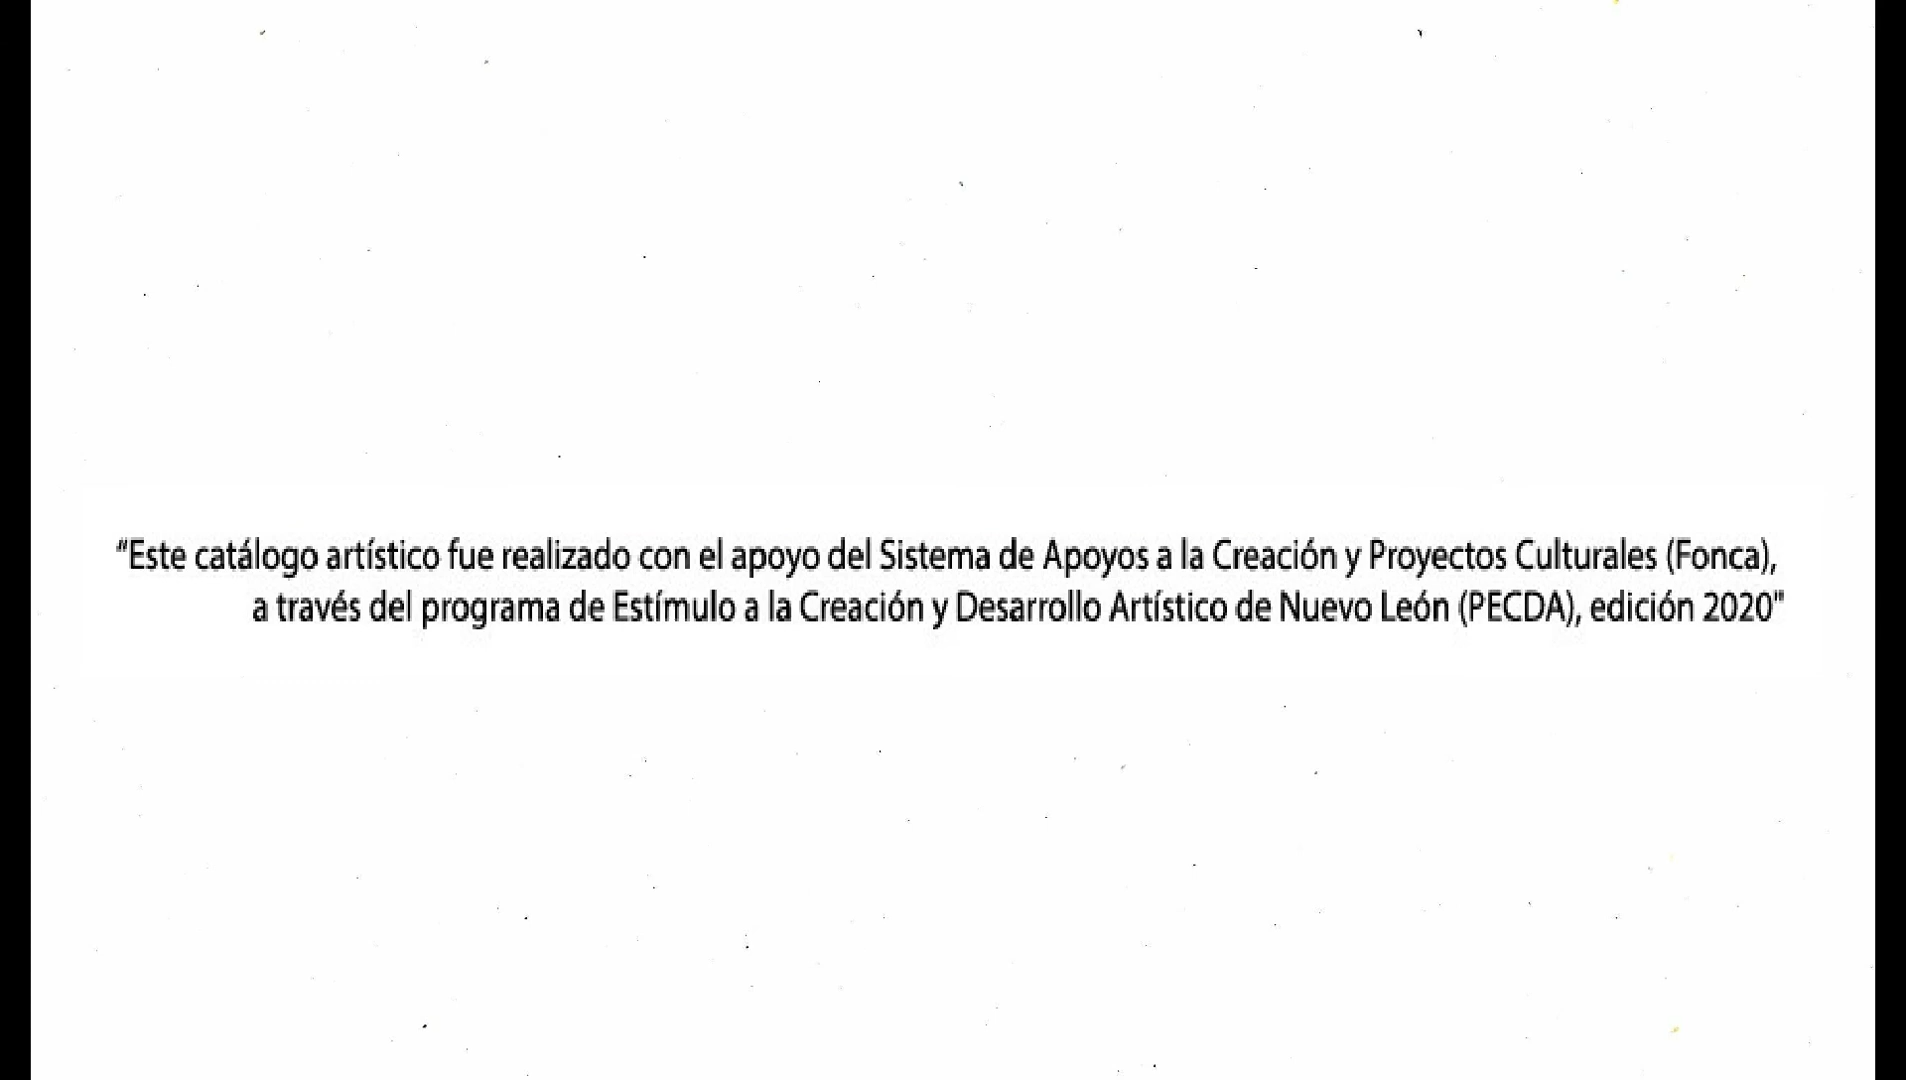 “Este catálogo artístico fue realizado con el apoyo del Sistema de Apoyos a la Creación y Proyectos Culturales (Fonca),
a través del programa de Estímulo a la Creación y Desarrollo Artístico de Nuevo León (PECDA), edición 2020"